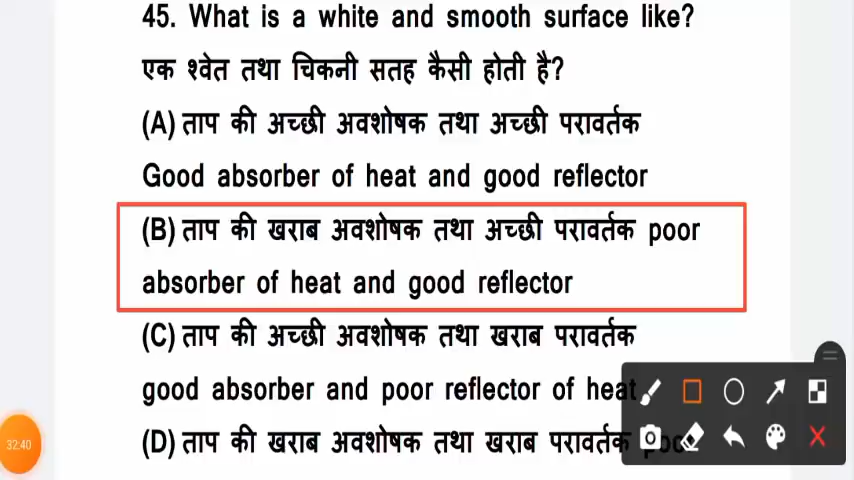 45. What is a white and smooth surface like?
एक श्वेत तथा चिकनी सतह कैसी होती है?
(A) ताप की अच्छी अवशोषक तथा अच्छी परावर्तक
Good absorber of heat and good reflector
(B) ताप की खराब अवशोषक तथा अच्छी परावर्तक poor
absorber of heat and good reflector
(C) ताप की अच्छी अवशोषक तथा खराब परावर्तक
good absorber and poor reflector of heat
(D) ताप की खराब अवशोषक तथा खराब परावर्तक
32:40